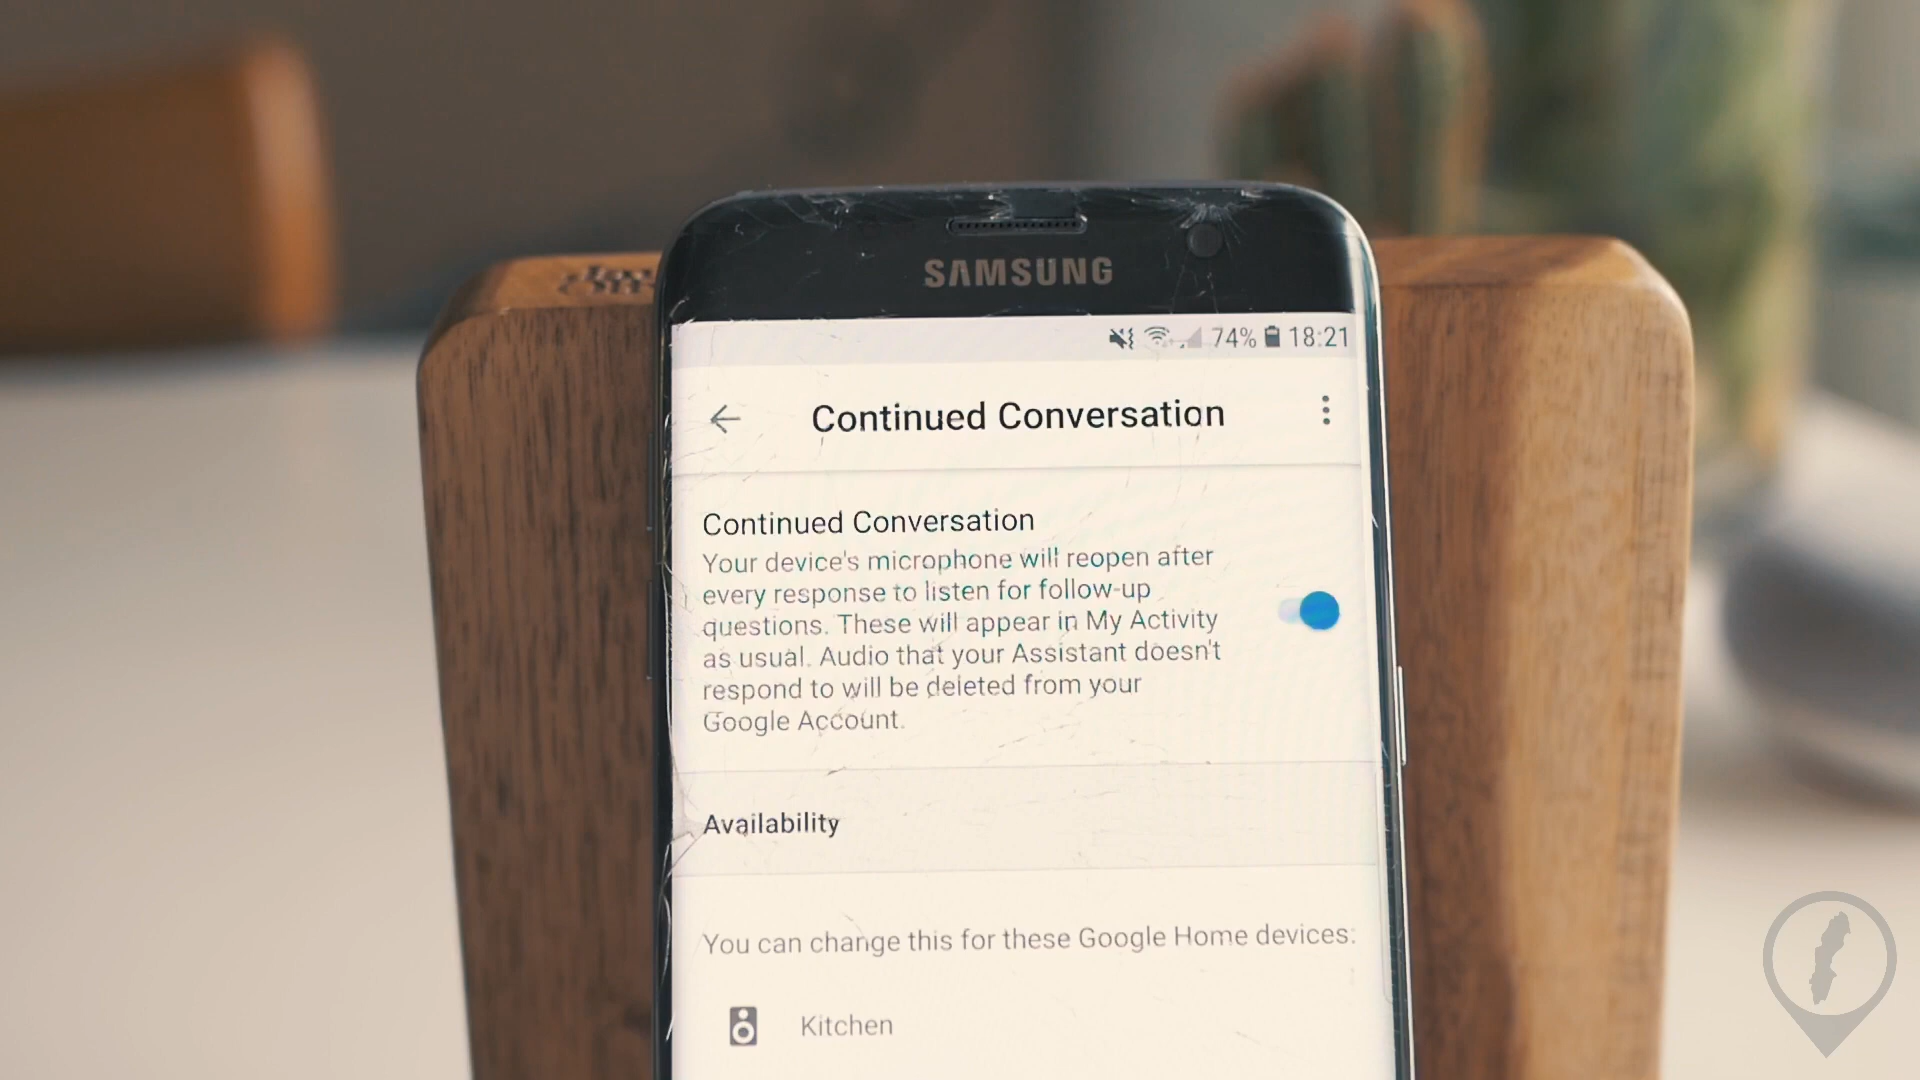 SAMSUNG
74% 18:21
Continued Conversation
Continued Conversation
Your device's microphone will reopen after
every response to listen for follow-up
questions. These will appear in My Activity
as usual. Audio that your Assistant doesn't
respond to will be deleted from your
Google Account.
Availability
You can change this for these Google Home devices:
Kitchen